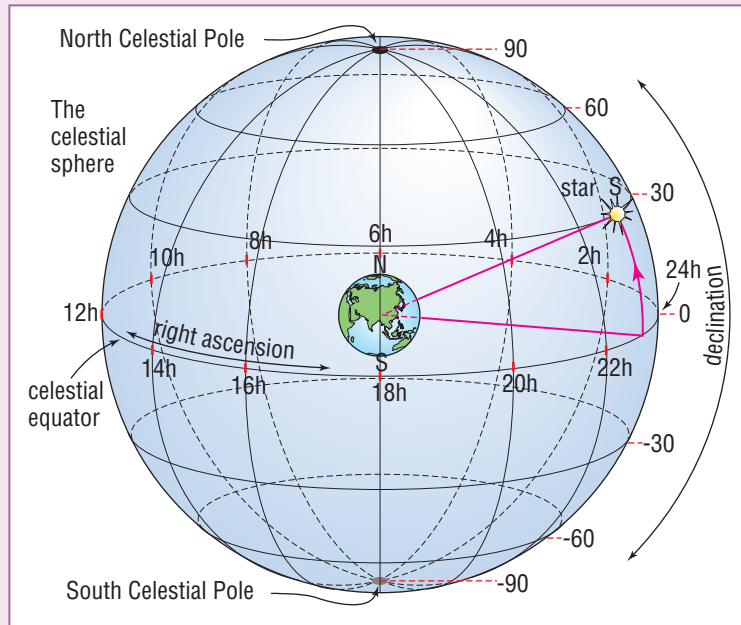 North Celestial Pole
90
The
celestial
sphere
60
star S
30
6h
8h
4h
10h
2h
N
24h
12h
0
declination
right ascension
S
14h
16h
18h
20h
22h
celestial
equator
-30
-60
South Celestial Pole
-90